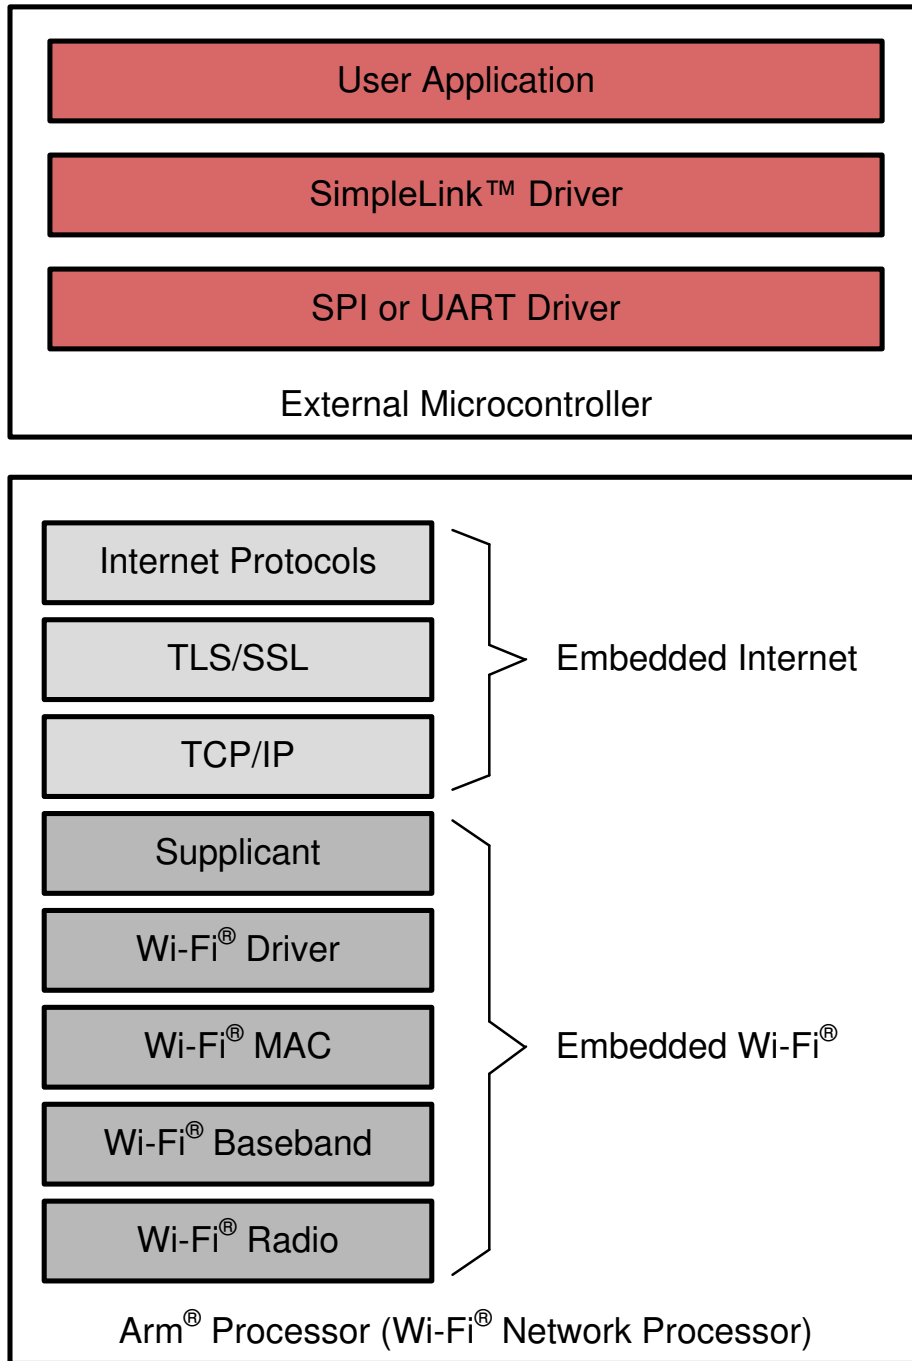 User Application
SimpleLink™ Driver
SPI or UART Driver
External Microcontroller
Internet Protocols
TLS/SSL
Embedded Internet
TCP/IP
Supplicant
Wi-Fi® Driver
Wi-Fi® MAC
Embedded Wi-Fi®
Wi-Fi® Baseband
Wi-Fi® Radio
Arm® Processor (Wi-Fi® Network Processor)